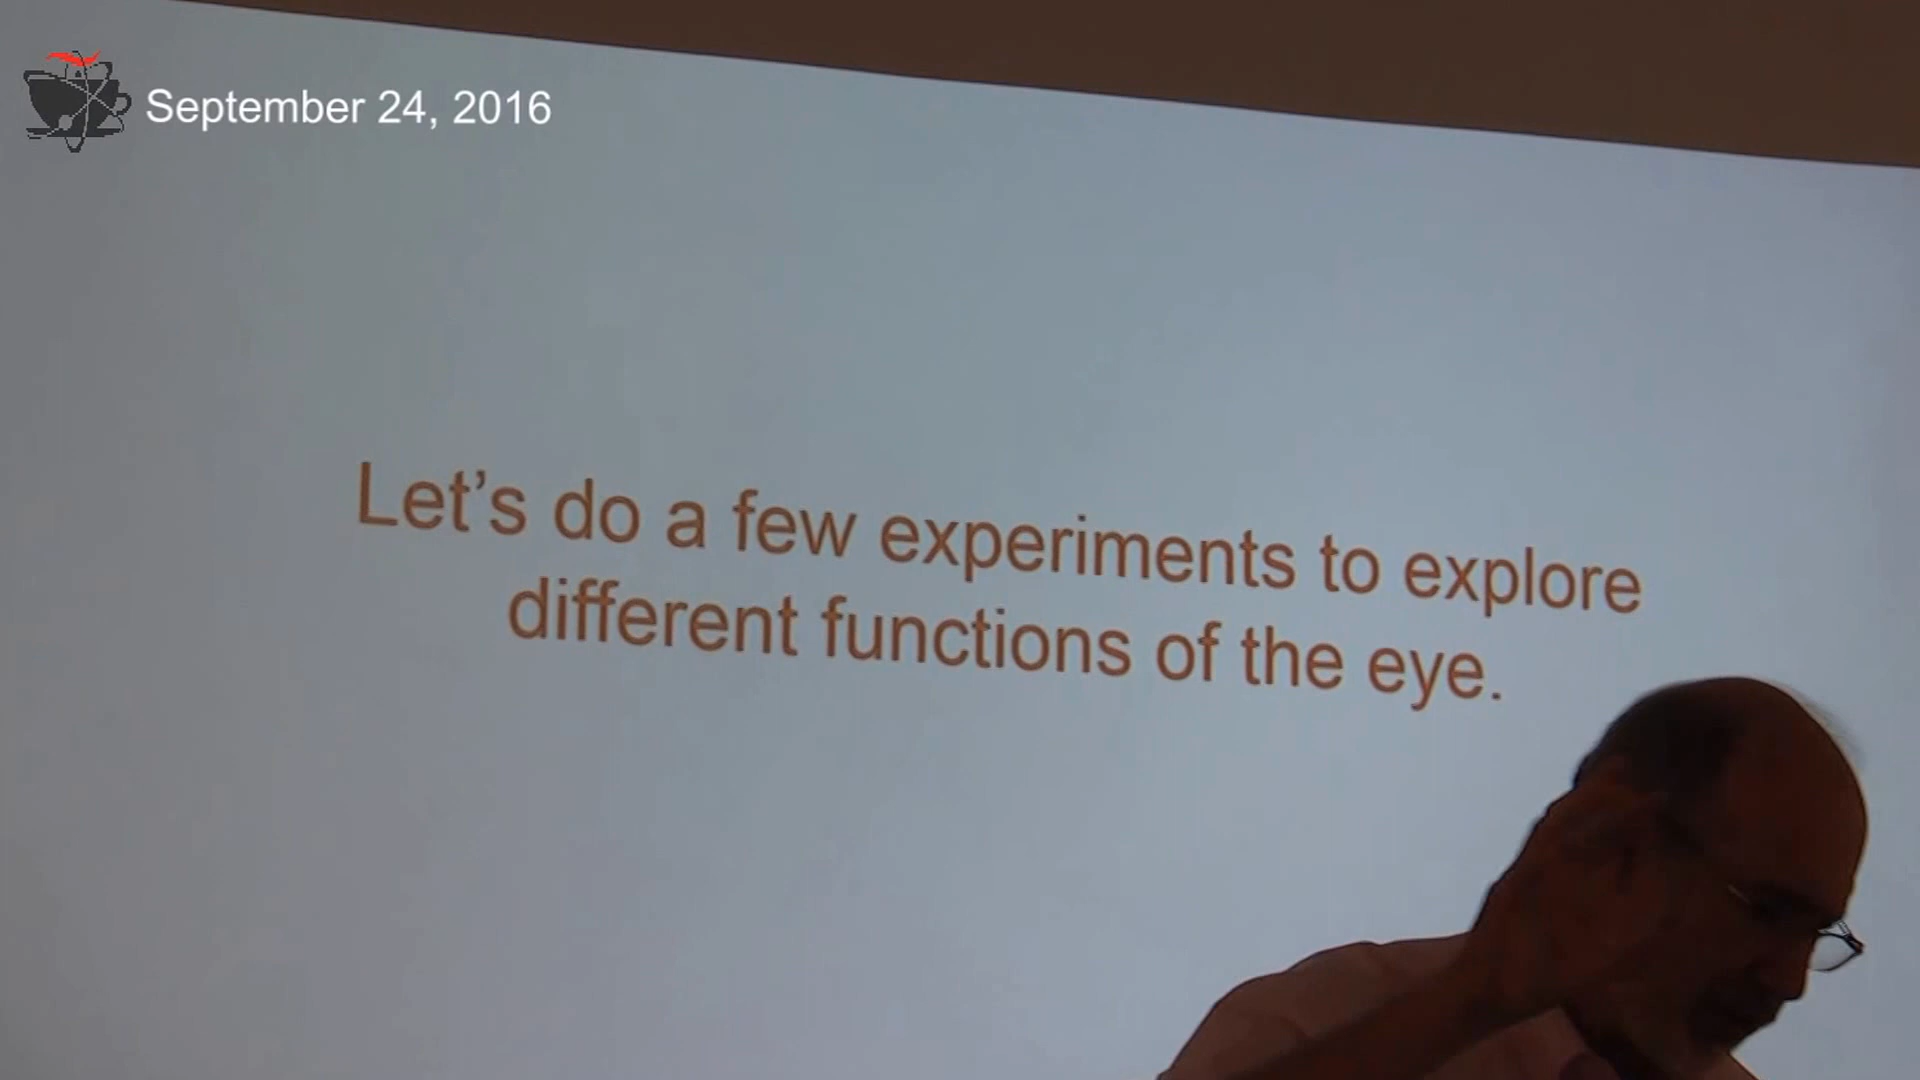 September 24, 2016
Let’s do a few experiments to explore
different functions of the eye.